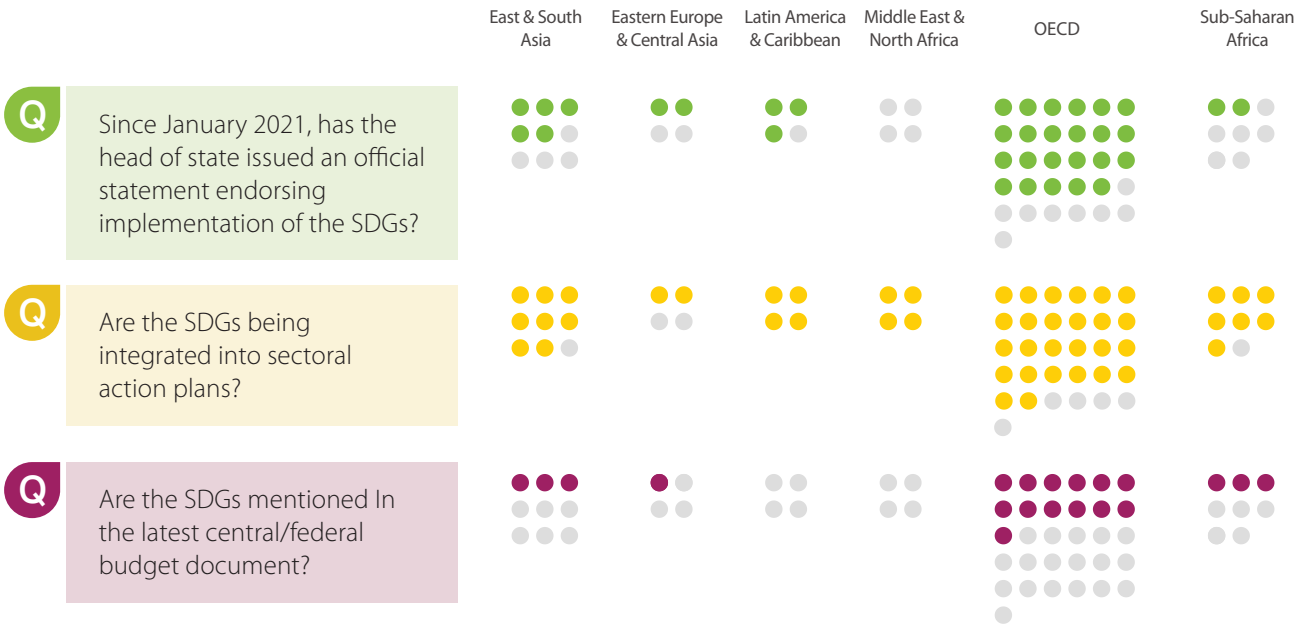 East & South
Asia
Eastern Europe
& Central Asia
Latin America
& Caribbean
Middle East &
North Africa
OECD
Sub-Saharan
Africa
Q
Since January 2021, has the
head of state issued an official
statement endorsing
implementation of the SDGs?
Q
Are the SDGs being
integrated into sectoral
action plans?
Q
Are the SDGs mentioned In
the latest central/federal
budget document?